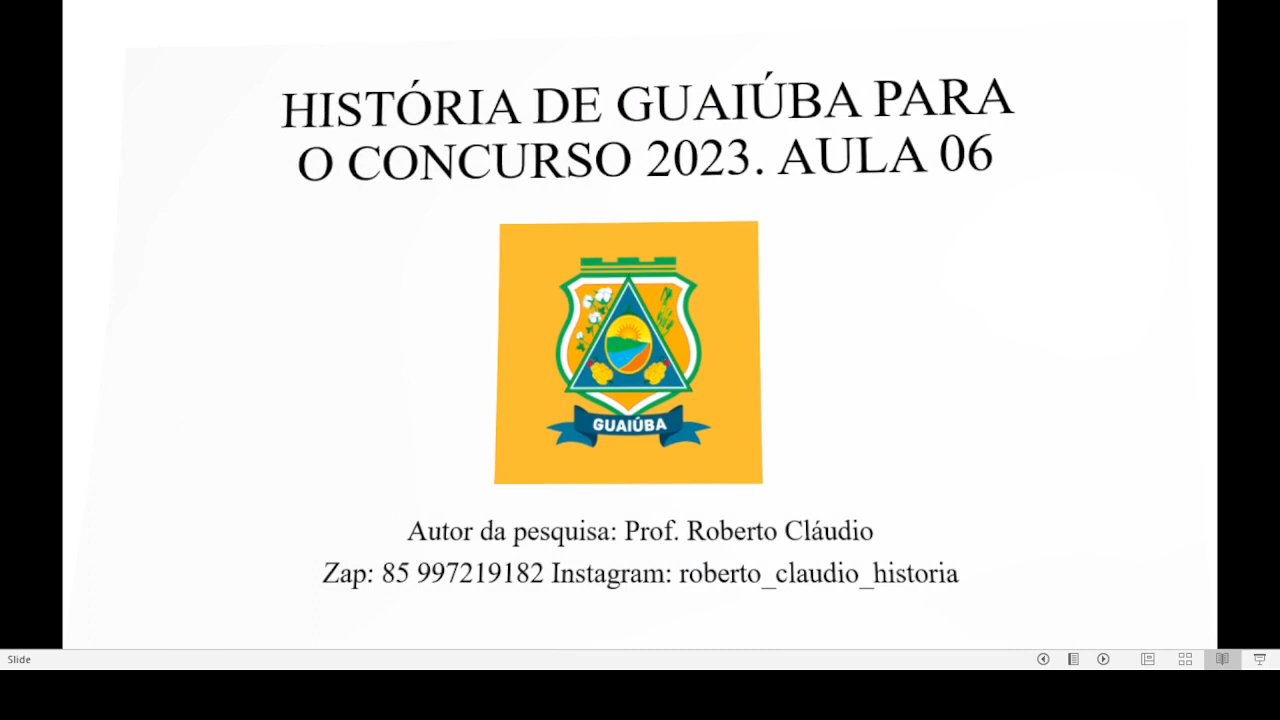 HISTÓRIA DE GUAIÚBA PARA
O CONCURSO 2023. AULA 06
GUAIÚBA
Autor da pesquisa: Prof. Roberto Cláudio
Zap: 85 997219182 Instagram: roberto_claudio_historia
Slide